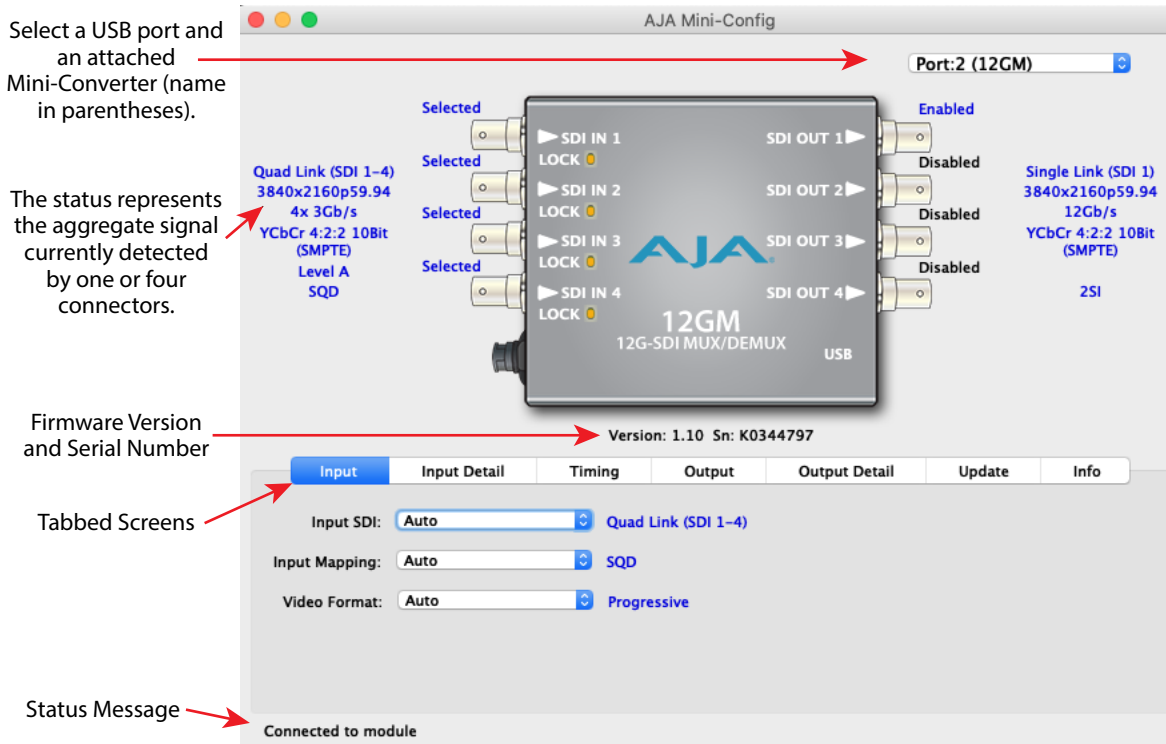 AJA Mini-Config
Select a USB port and
an attached
Mini-Converter (name
in parentheses).
Port:2 (12GM)
Selected
SDI IN 1
LOCK
SDI OUT 1
Enabled
Selected
SDI IN 2
LOCK
SDI OUT 2
Disabled
Selected
SDI IN 3
LOCK
SDI OUT 3
Disabled
Selected
SDI IN 4
LOCK
SDI OUT 4
Disabled
AJA
12GM
12G-SDI MUX/DEMUX
USB
Quad Link (SDI 1-4)
3840x2160p59.94
4x 3Gb/s
YCbCr 4:2:2 10Bit
(SMPTE)
Level A
SQD
Single Link (SDI 1)
3840x2160p59.94
12Gb/s
YCbCr 4:2:2 10Bit
(SMPTE)
2SI
The status represents
the aggregate signal
currently detected
by one or four
connectors.
Firmware Version
and Serial Number
Version: 1.10 Sn: K0344797
Input
Input Detail
Timing
Output
Output Detail
Update
Info
Tabbed Screens
Input SDI: Auto Quad Link (SDI 1-4)
Input Mapping: Auto SQD
Video Format: Auto Progressive
Status Message
Connected to module